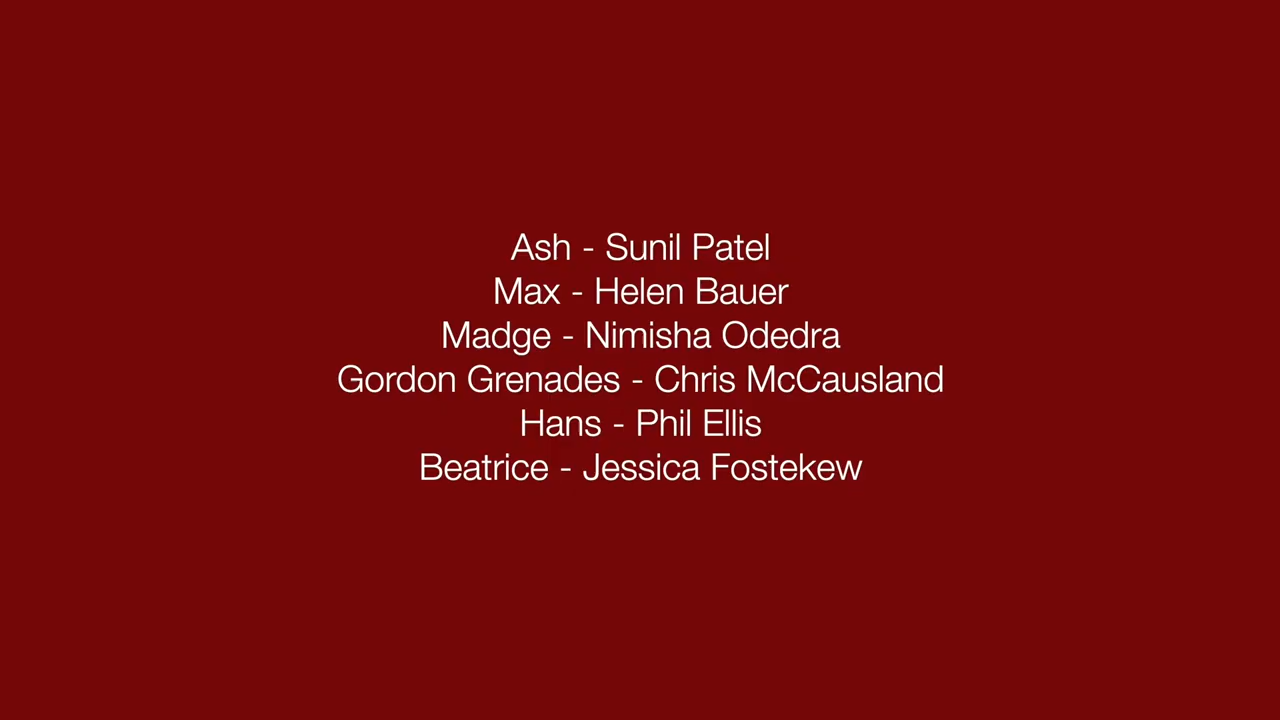 Ash - Sunil Patel
Max - Helen Bauer
Madge - Nimisha Odedra
Gordon Grenades - Chris McCausland
Hans - Phil Ellis
Beatrice - Jessica Fostekew